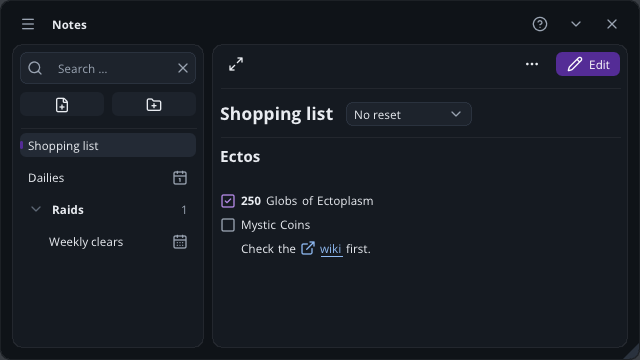 Notes
Search ...
Edit
Shopping list
Dailies
Raids 1
Weekly clears
Shopping list No reset
Ectos
250 Globs of Ectoplasm
Mystic Coins
Check the wiki first.